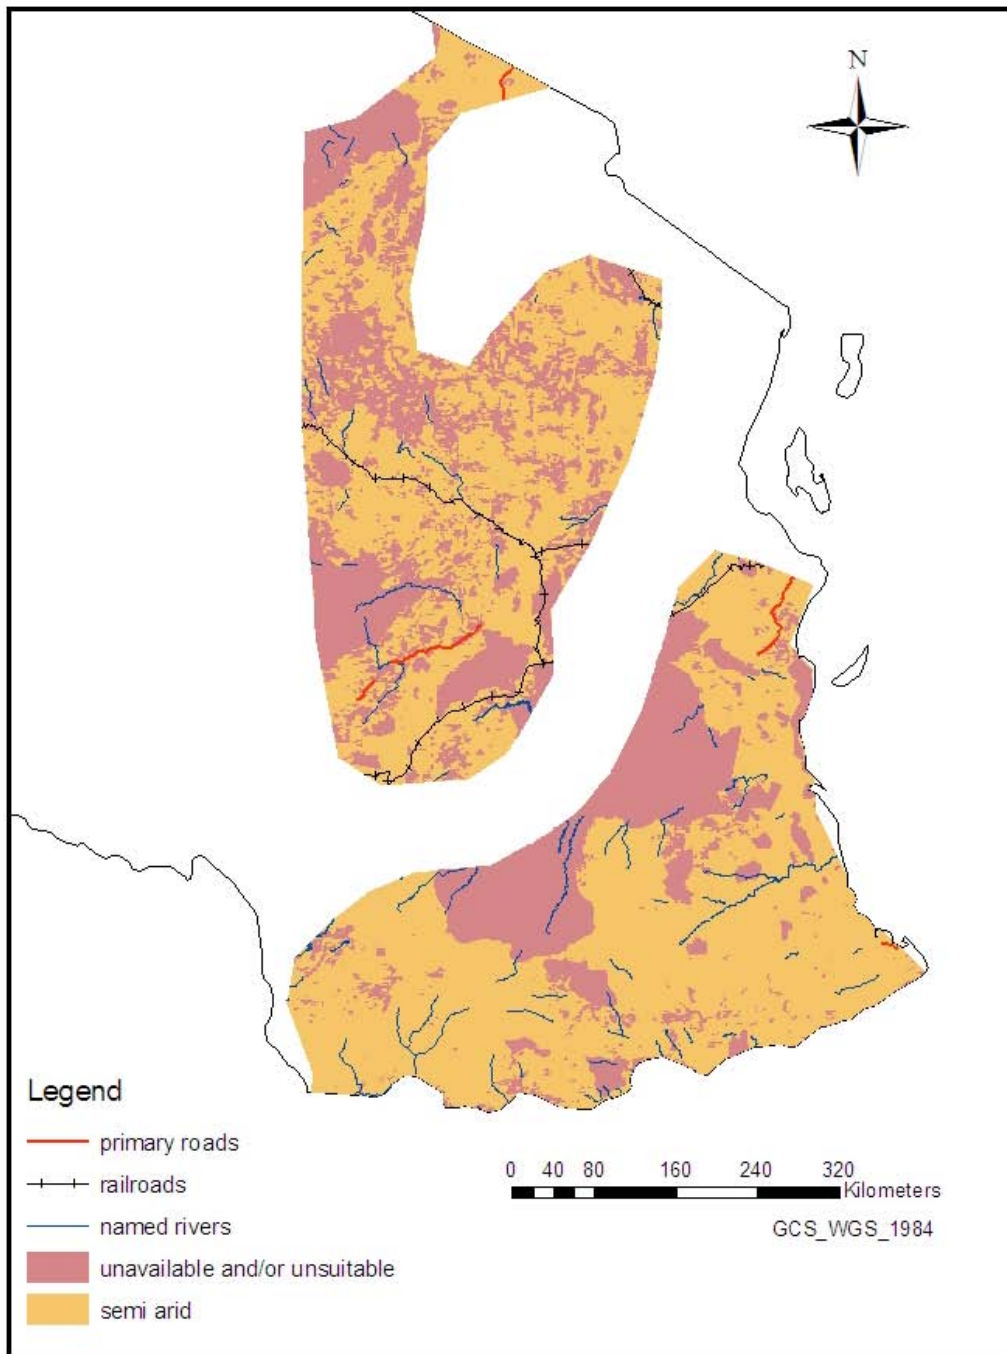 N
Legend
primary roads
railroads
named rivers
unavailable and/or unsuitable
semi arid
0 40 80 160 240 320
Kilometers
GCS_WGS_1984